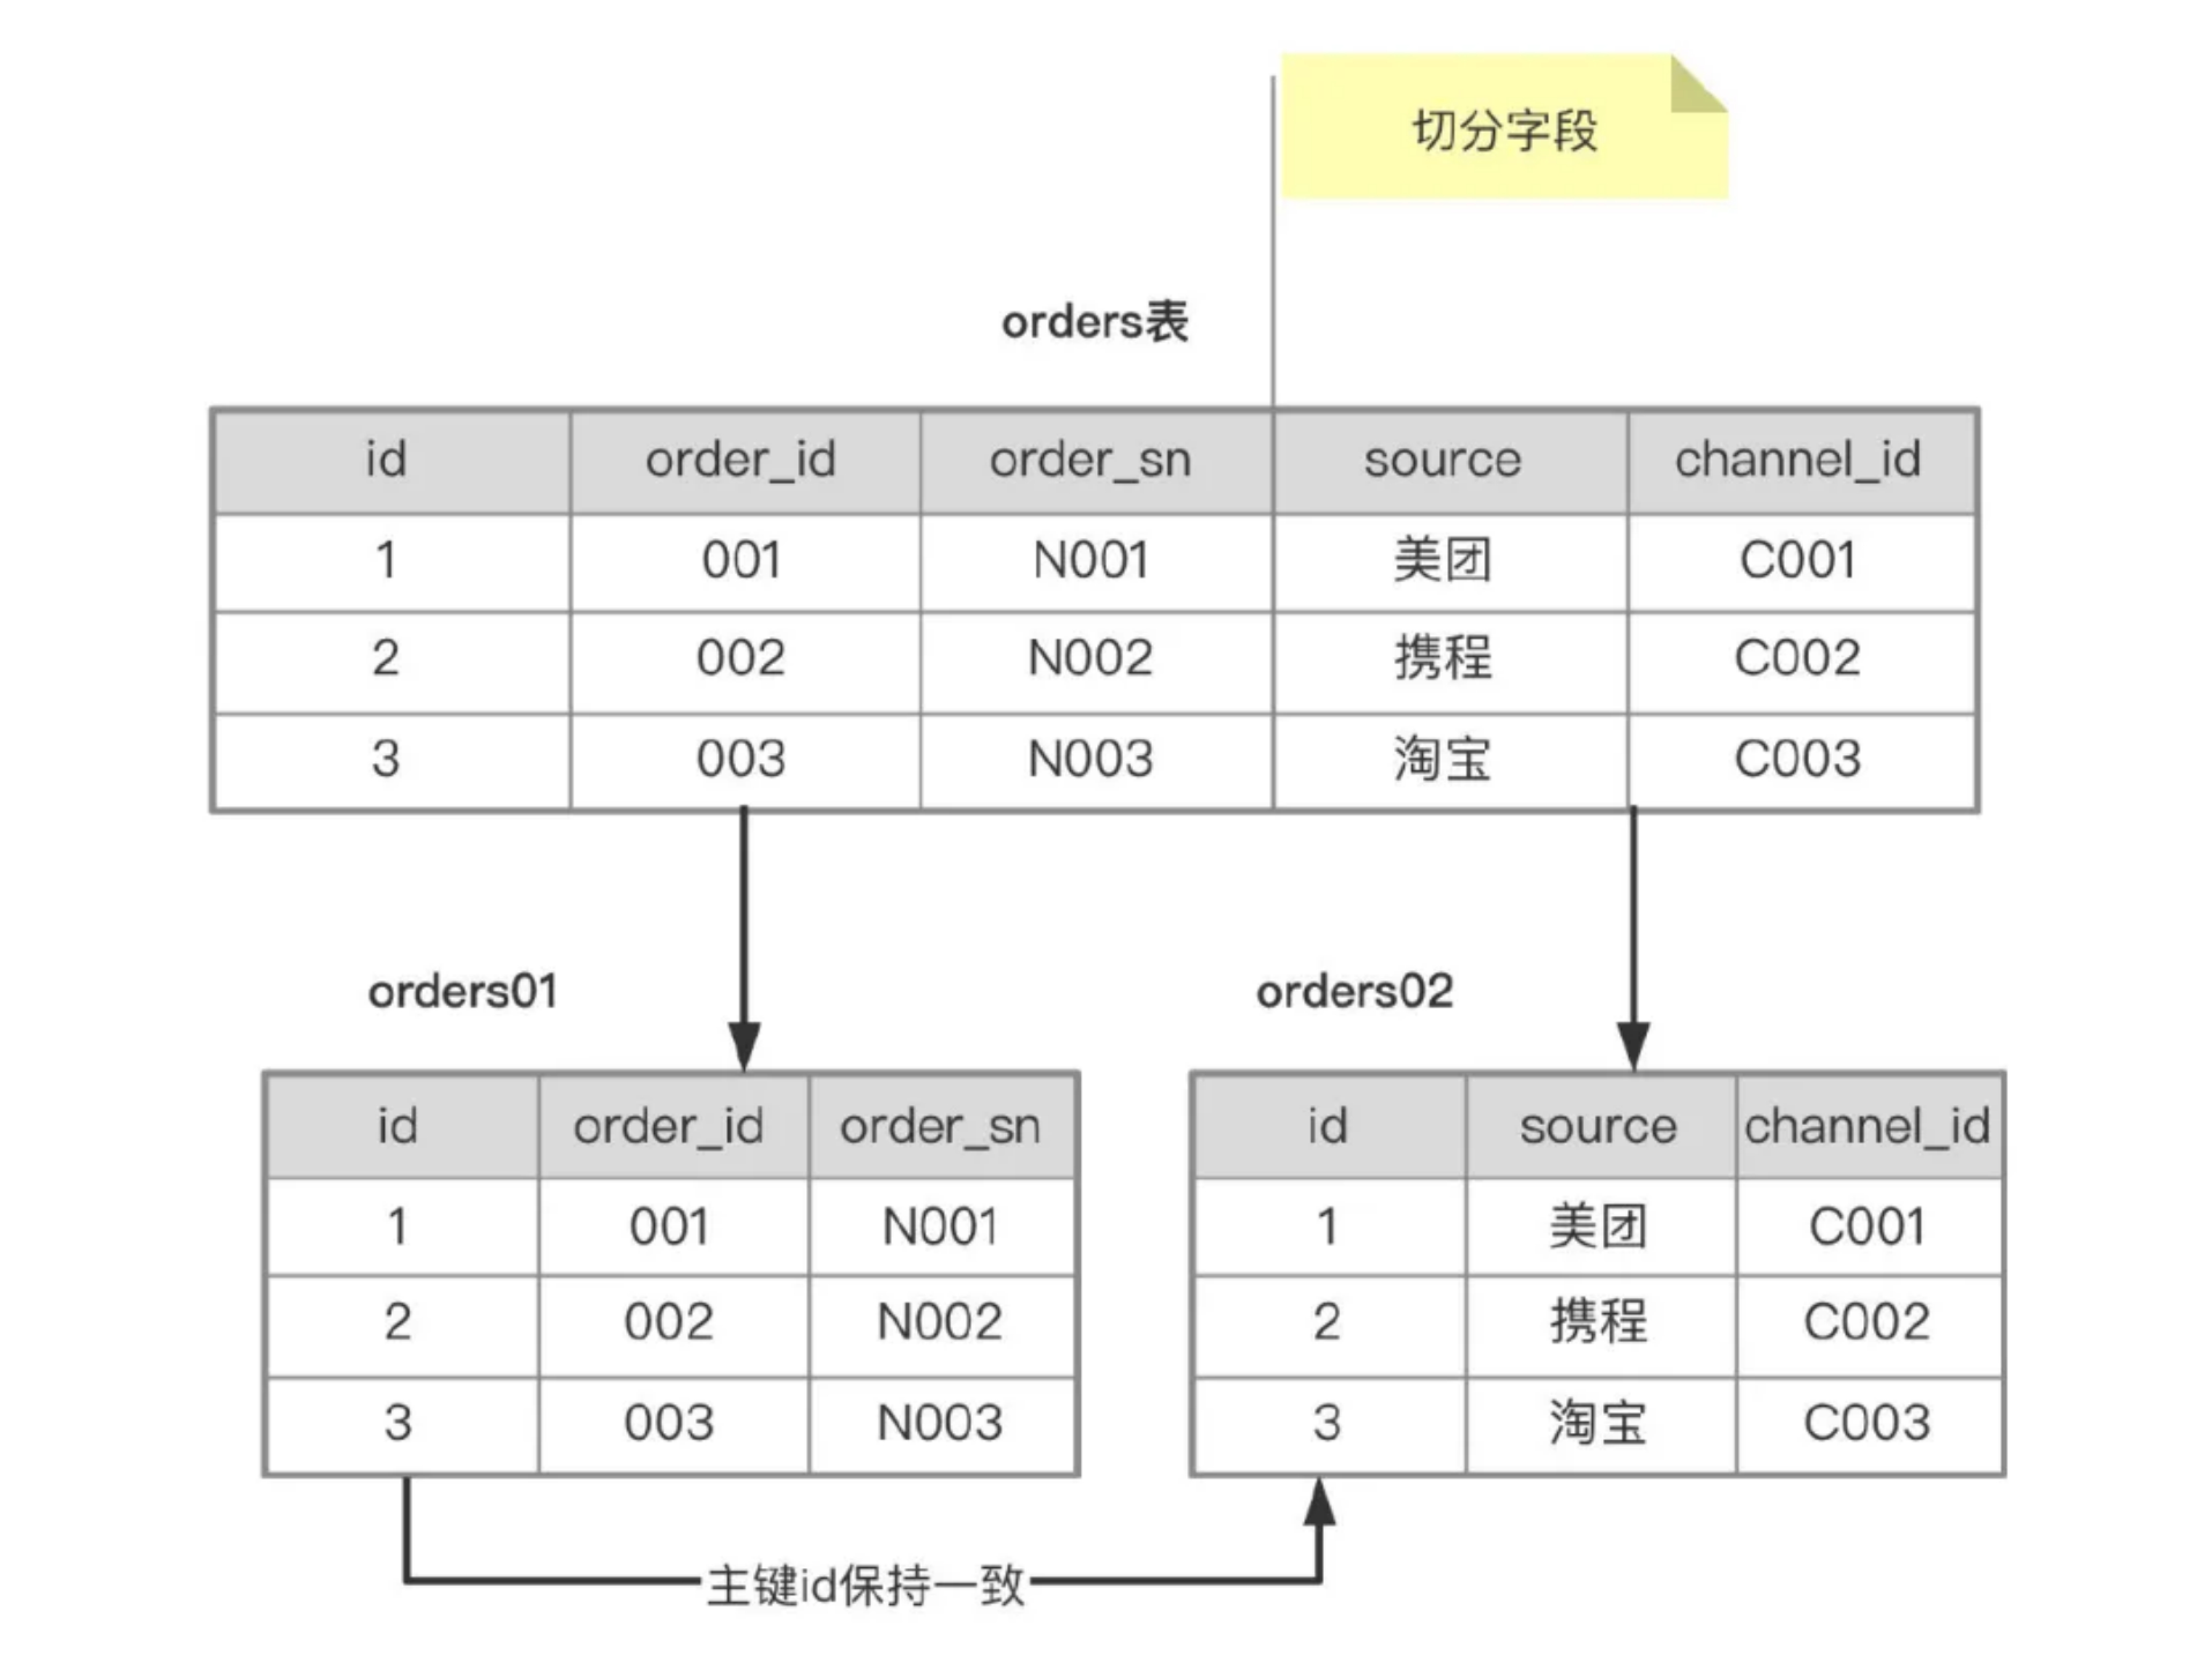 切分字段
orders表
id order_id order_sn source channel_id
1 001 N001 美团 C001
2 002 N002 携程 C002
3 003 N003 淘宝 C003
orders01
id order_id order_sn
1 001 N001
2 002 N002
3 003 N003
orders02
id source channel_id
1 美团 C001
2 携程 C002
3 淘宝 C003
主键id保持一致